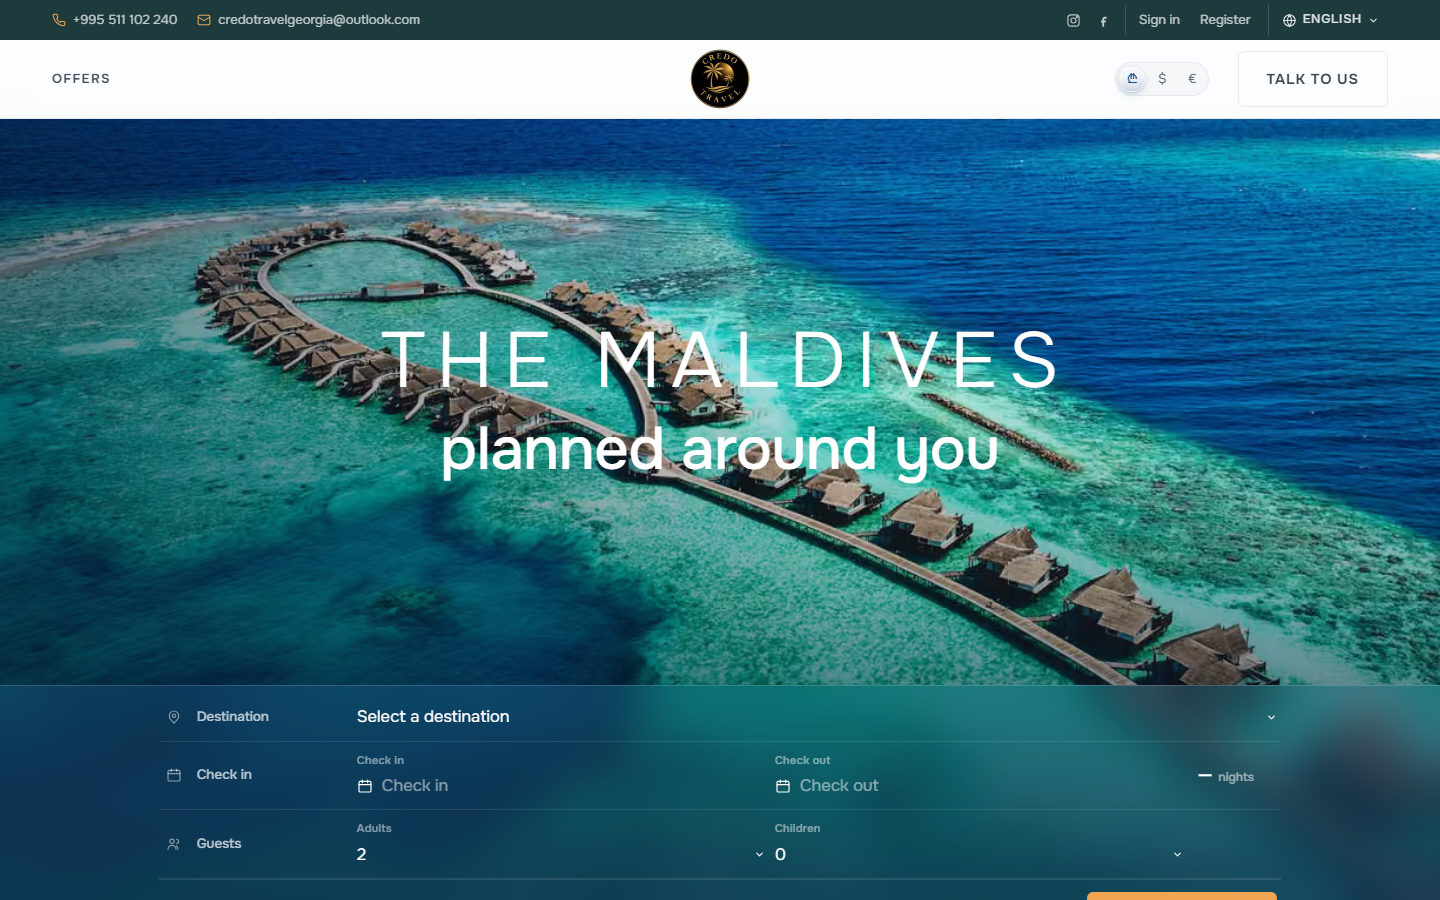 +995 511 102 240
credotravelgeorgia@outlook.com
Sign in
Register
ENGLISH
OFFERS
CREDO
TRAVEL
₾
$
€
TALK TO US
THE MALDIVES
planned around you
Destination
Select a destination
Check in
Check in
Check in
Check out
Check out
— nights
Guests
Adults
2
Children
0